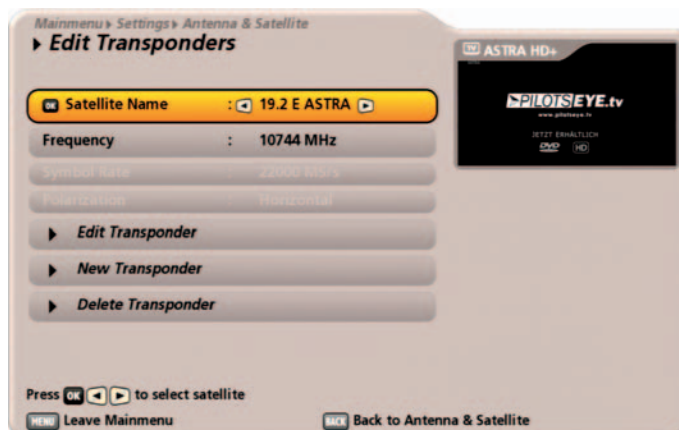 Mainmenu Settings Antenna & Satellite
Edit Transponders
TV ASTRA HD+
OK Satellite Name : 19.2 E ASTRA
PILOTSEYE.tv
www.pilotseye.tv
JETZT ERHÄLTLICH
DVD HD
Frequency : 10744 MHz
Symbol Rate : 22000 MS/s
Polarization : Horizontal
Edit Transponder
New Transponder
Delete Transponder
Press OK to select satellite
MENU Leave Mainmenu
BACK Back to Antenna & Satellite